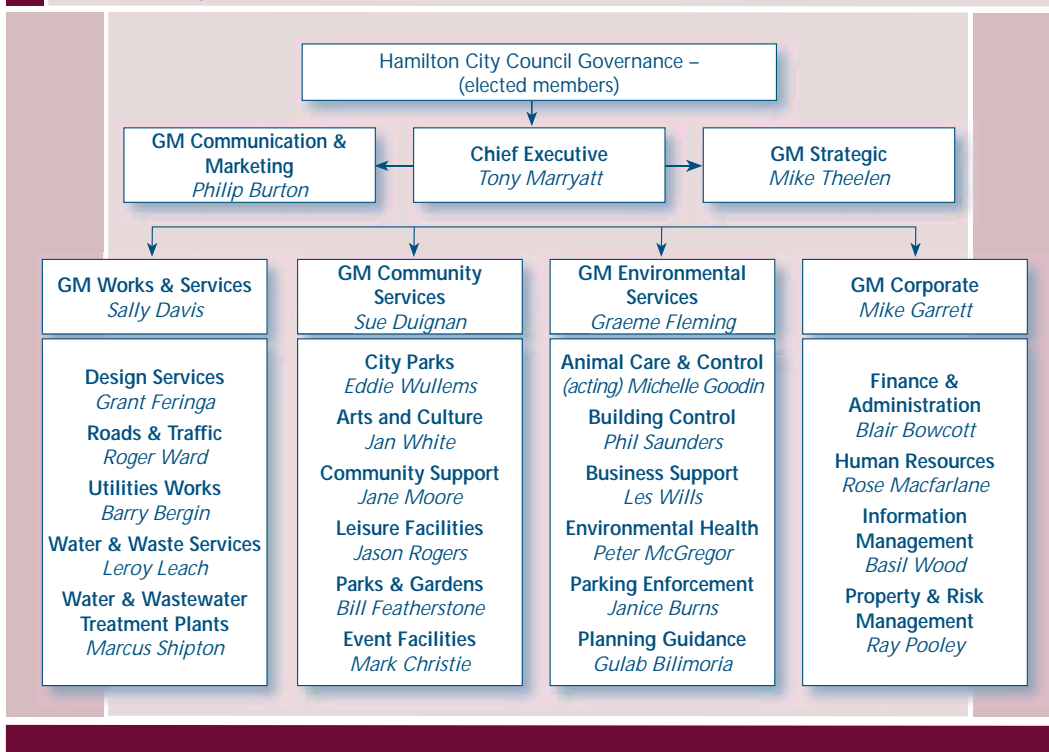 Hamilton City Council Governance –
(elected members)
GM Communication &
Marketing
Philip Burton
Chief Executive
Tony Marryatt
GM Strategic
Mike Theelen
GM Works & Services
Sally Davis
GM Community
Services
Sue Duignan
GM Environmental
Services
Graeme Fleming
GM Corporate
Mike Garrett
Design Services
Grant Feringa
Roads & Traffic
Roger Ward
Utilities Works
Barry Bergin
Water & Waste Services
Leroy Leach
Water & Wastewater
Treatment Plants
Marcus Shipton
City Parks
Eddie Wullems
Arts and Culture
Jan White
Community Support
Jane Moore
Leisure Facilities
Jason Rogers
Parks & Gardens
Bill Featherstone
Event Facilities
Mark Christie
Animal Care & Control
(acting) Michelle Goodin
Building Control
Phil Saunders
Business Support
Les Wills
Environmental Health
Peter McGregor
Parking Enforcement
Janice Burns
Planning Guidance
Gulab Bilimoria
Finance &
Administration
Blair Bowcott
Human Resources
Rose Macfarlane
Information
Management
Basil Wood
Property & Risk
Management
Ray Pooley